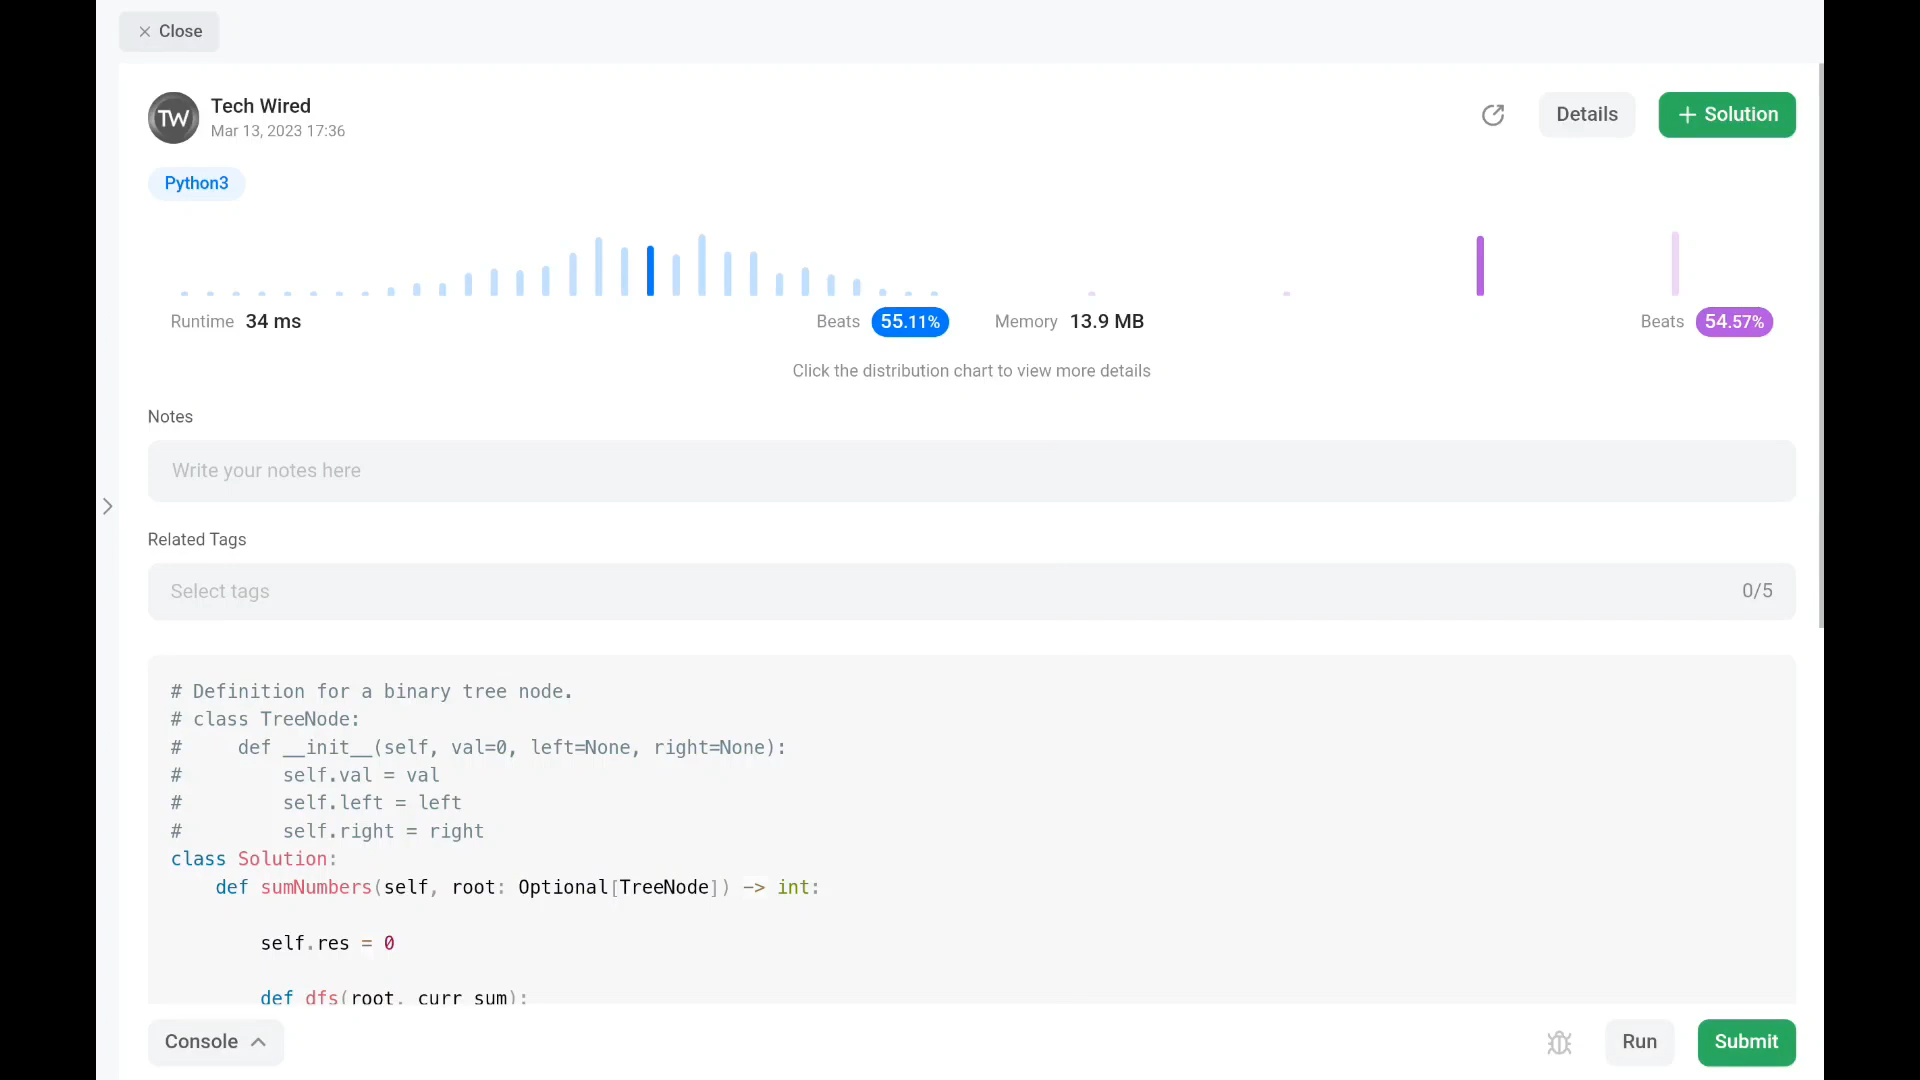 Close
TW
Tech Wired
Mar 13, 2023 17:36
Details
+ Solution
Python3
Runtime 34 ms
Beats 55.11%
Memory 13.9 MB
Beats 54.57%
Click the distribution chart to view more details
Notes
Write your notes here
Related Tags
Select tags
0/5
# Definition for a binary tree node.
# class TreeNode:
#     def __init__(self, val=0, left=None, right=None):
#         self.val = val
#         self.left = left
#         self.right = right
class Solution:
    def sumNumbers(self, root: Optional[TreeNode]) -> int:
        self.res = 0
        def dfs(root, curr_sum):
Console
Run
Submit